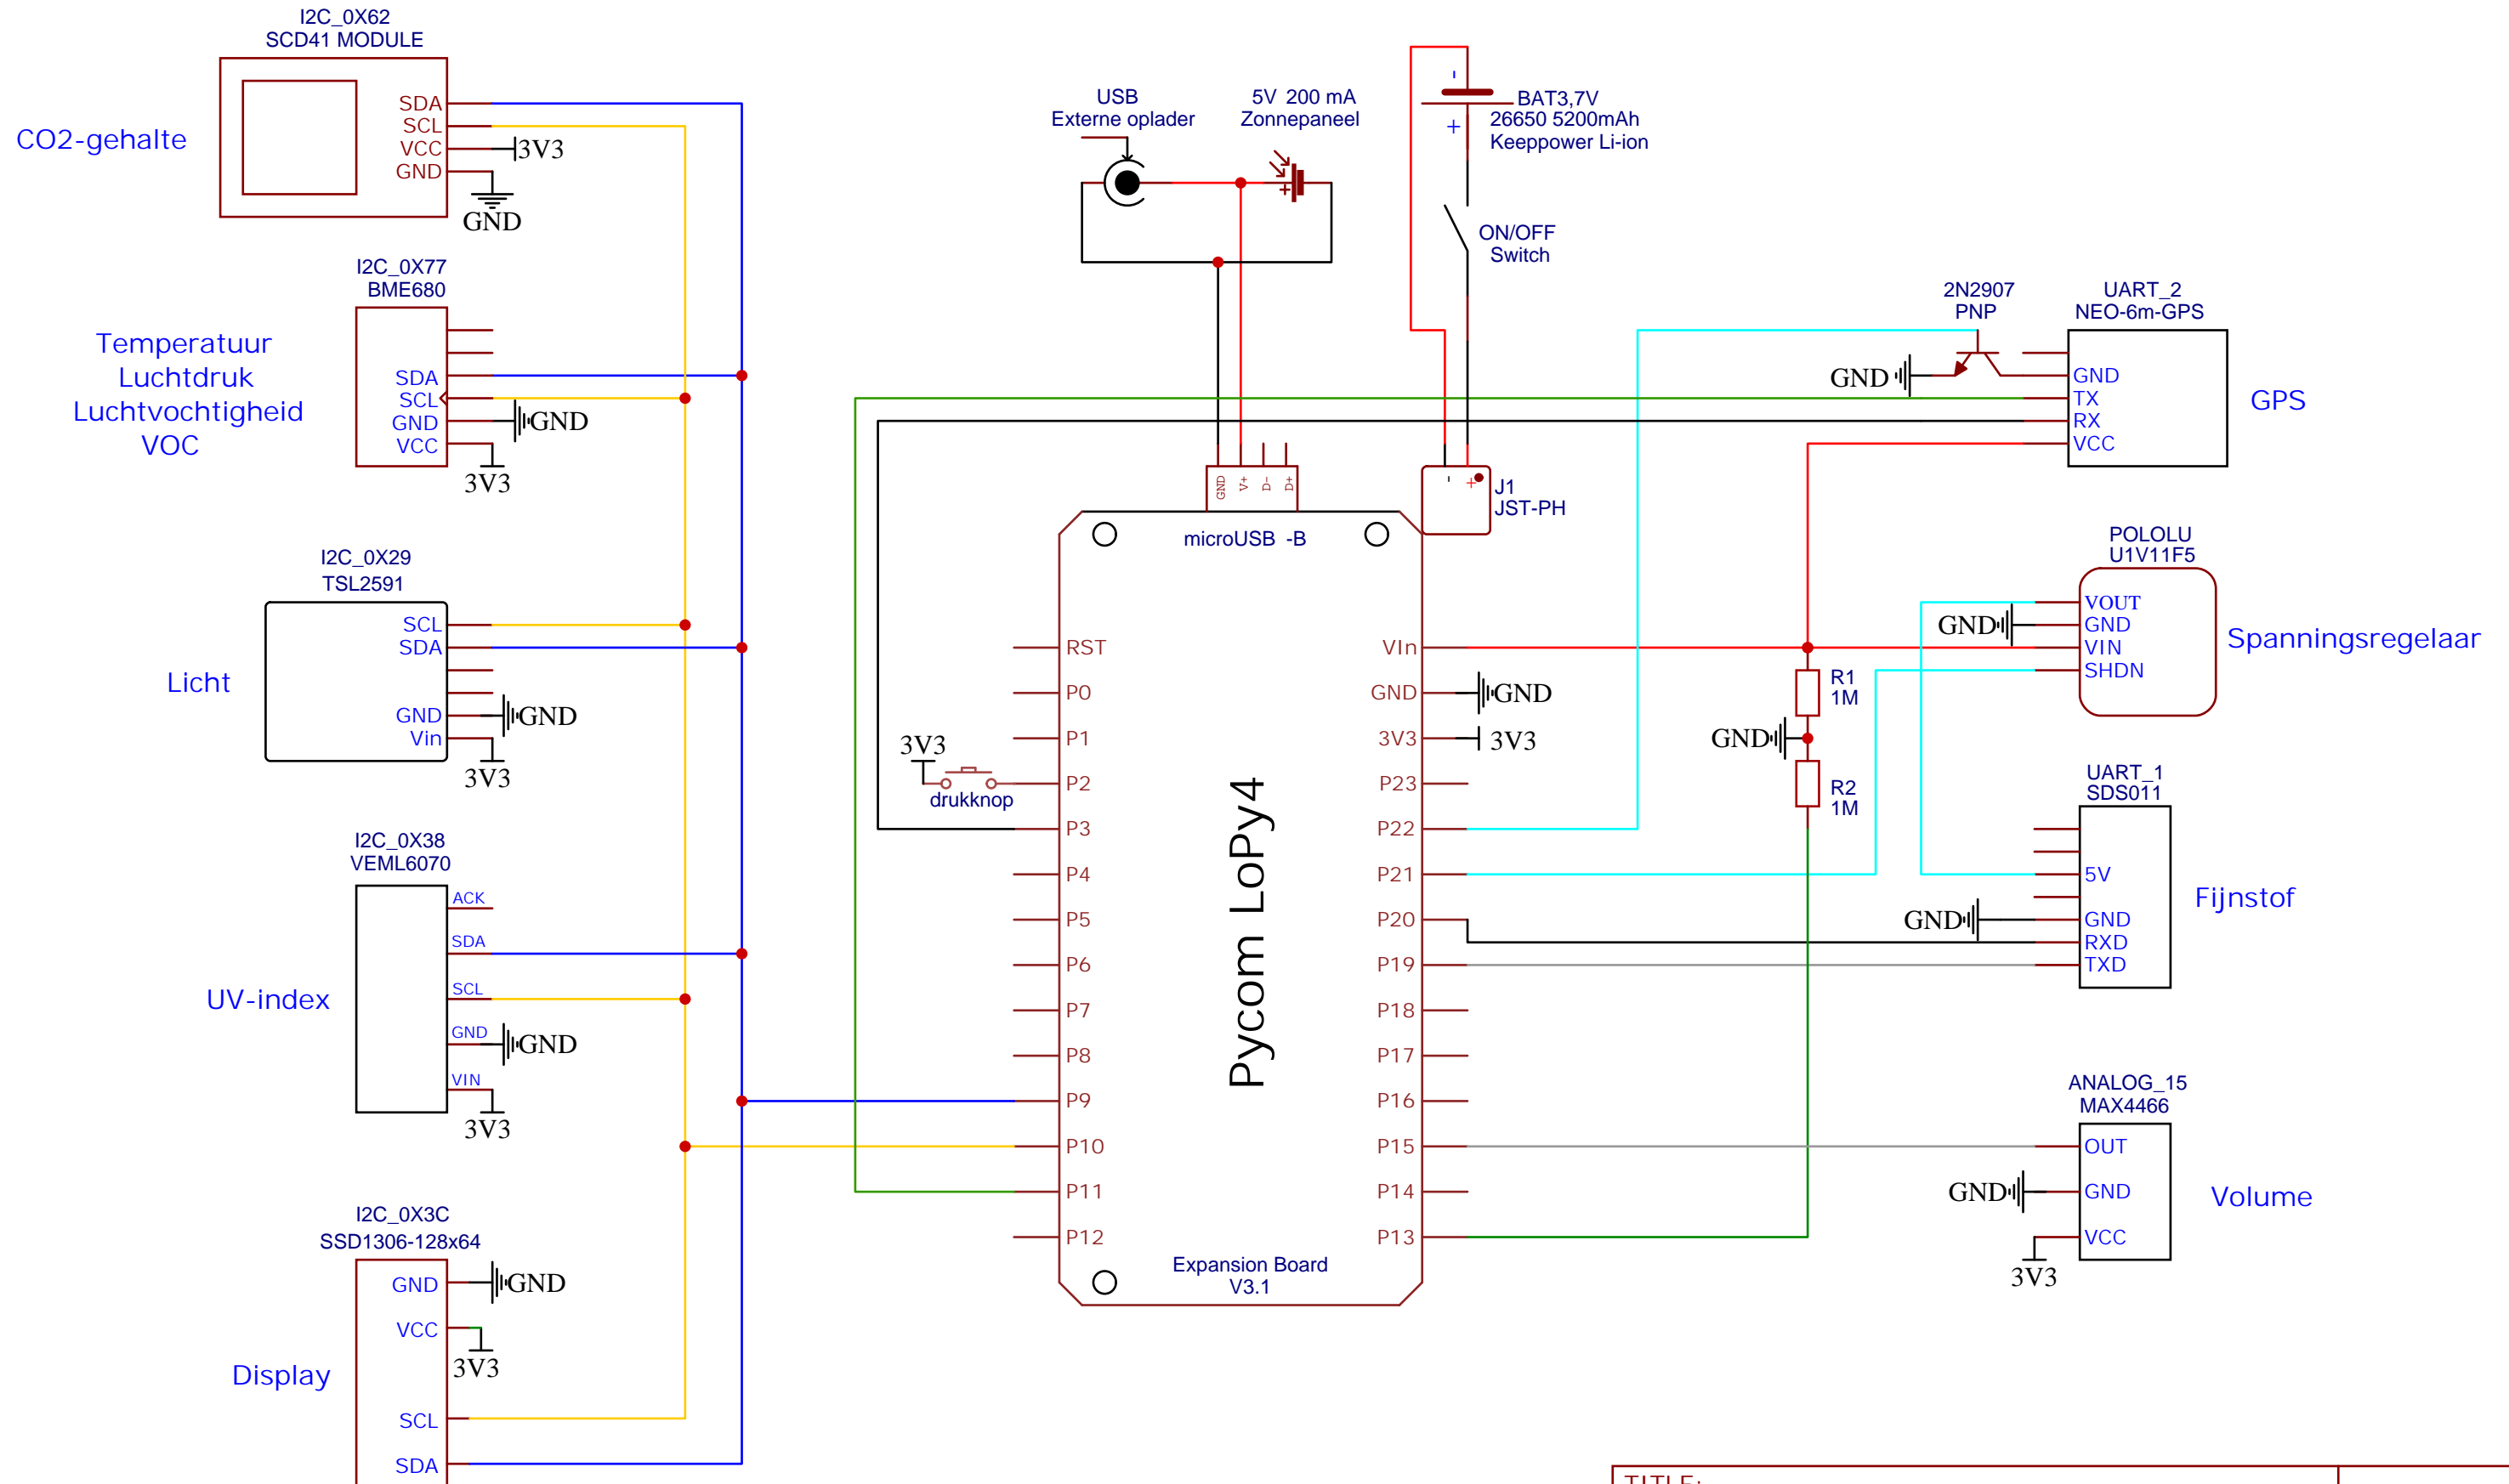 I2C_0X62
SCD41 MODULE
SDA
SCL
VCC
GND
3V3
GND
CO2-gehalte
I2C_0X77
BME680
SDA
SCL
GND
VCC
GND
3V3
Temperatuur
Luchtdruk
Luchtvochtigheid
VOC
I2C_0X29
TSL2591
SCL
SDA
GND
Vin
GND
3V3
Licht
I2C_0X38
VEML6070
ACK
SDA
SCL
GND
VIN
GND
3V3
UV-index
I2C_0X3C
SSD1306-128x64
GND
VCC
SCL
SDA
GND
3V3
Display
USB
Externe oplader
5V 200 mA
Zonnepaneel
+
-
+
BAT3,7V
26650 5200mAh
Keeppower Li-ion
ON/OFF
Switch
GND
V+
D-
D+
-
+
J1
JST-PH
microUSB -B
RST
P0
P1
P2
P3
P4
P5
P6
P7
P8
P9
P10
P11
P12
3V3
drukknop
Pycom LoPy4
Expansion Board
V3.1
VIn
GND
3V3
P23
P22
P21
P20
P19
P18
P17
P16
P15
P14
P13
GND
3V3
R1
1M
GND
R2
1M
2N2907
PNP
GND
UART_2
NEO-6m-GPS
GND
TX
RX
VCC
GPS
POLOLU
U1V11F5
VOUT
GND
VIN
SHDN
GND
Spanningsregelaar
UART_1
SDS011
5V
GND
RXD
TXD
GND
Fijnstof
ANALOG_15
MAX4466
OUT
GND
VCC
GND
3V3
Volume
TITLE: